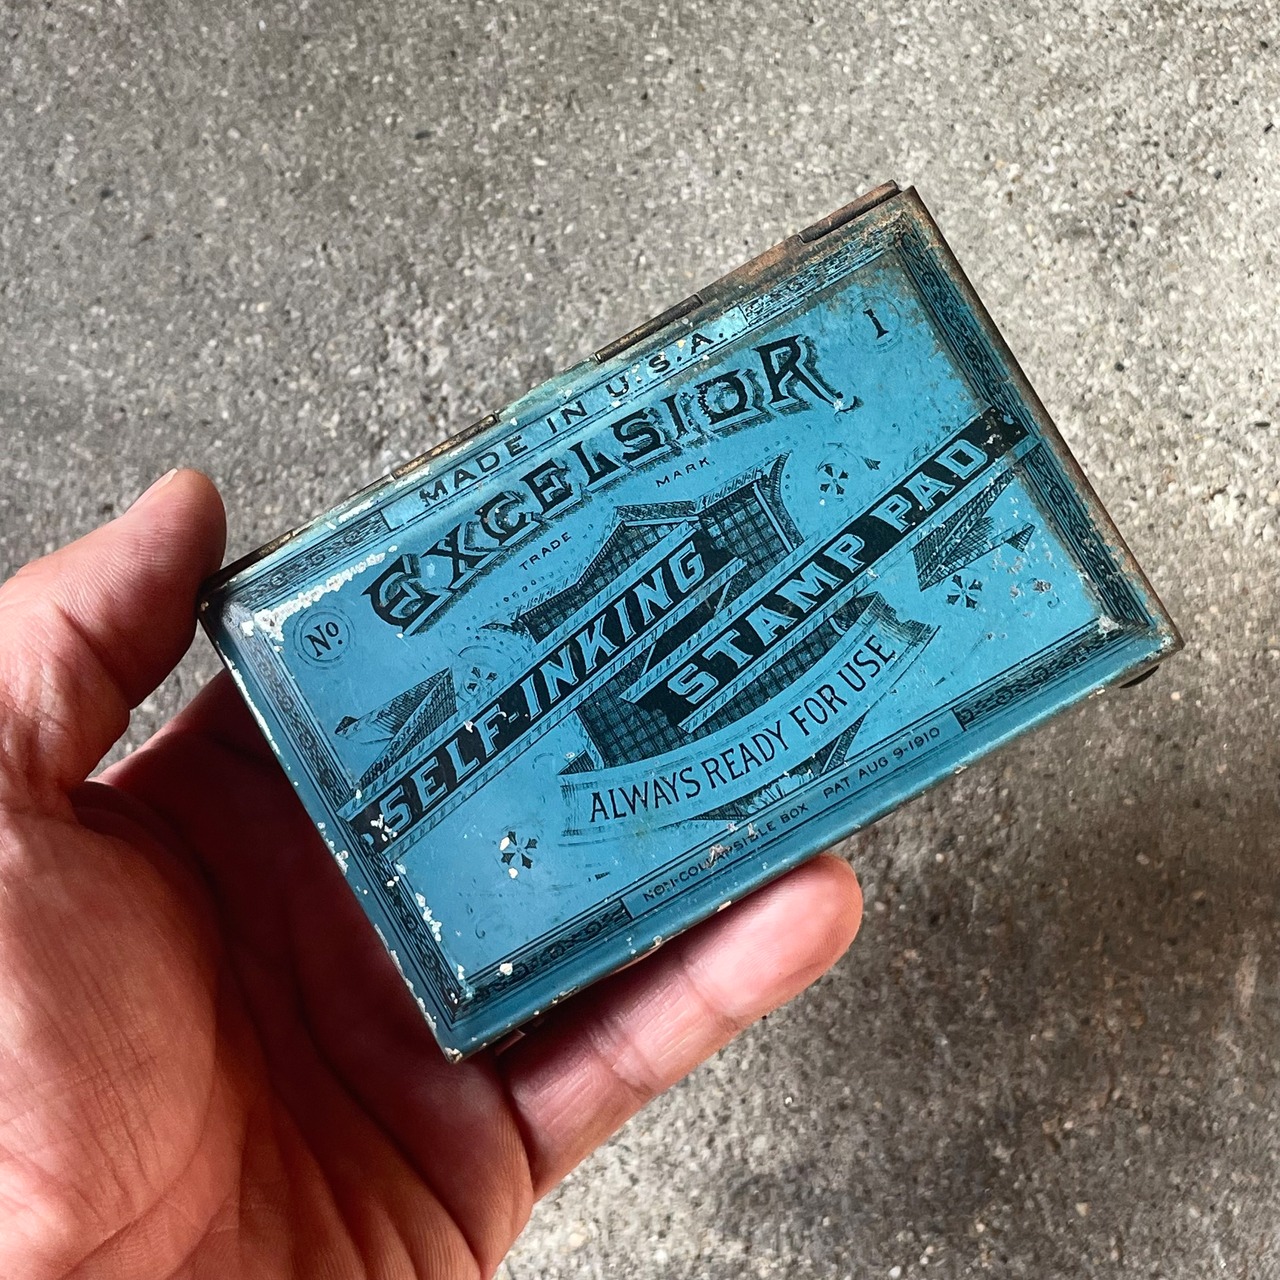 MADE IN U.S.A.
EXCELSIOR
TRADE MARK.
No. 1
SELF-INKING
STAMP PAD
ALWAYS READY FOR USE
NON-COLLAPSIBLE BOX PAT AUG 9-1910